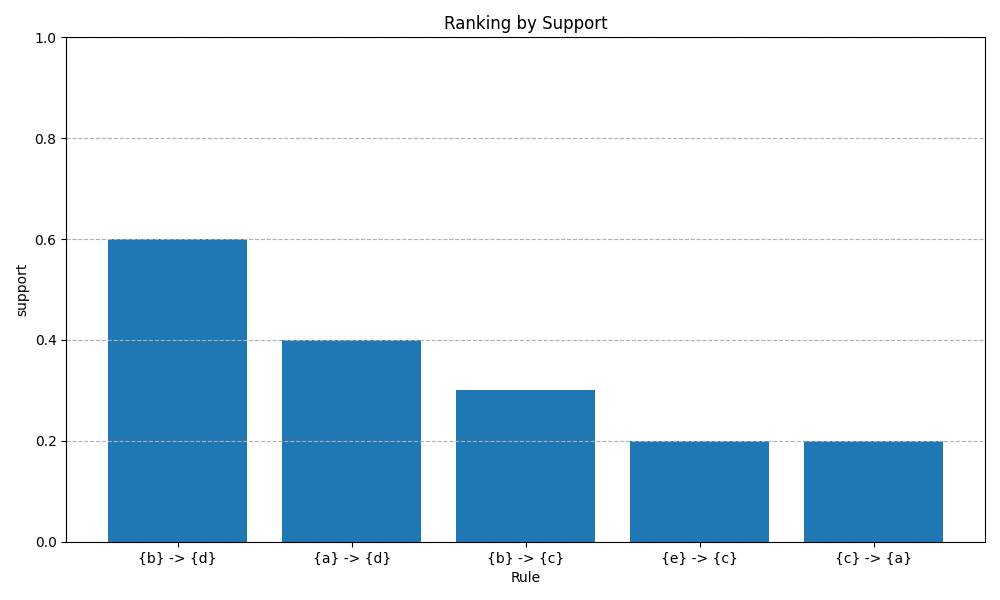 Ranking by Support
1.0
0.8
0.6
0.4
0.2
0.0
support
{b} -> {d}
{a} -> {d}
{b} -> {c}
{e} -> {c}
{c} -> {a}
Rule